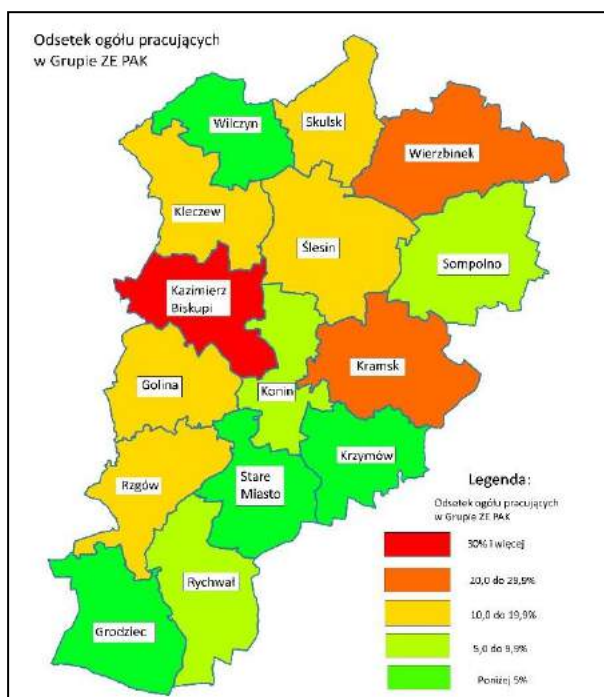 Odsetek ogółu pracujących
w Grupie ZE PAK
Skulsk
Wilczyn
Wierzbinek
Kleczew
Ślesin
Sompolno
Kazimierz
Biskupi
Kramsk
Golina
Konin
Krzymów
Stare
Miasto
Rzgów
Rychwał
Grodziec
Legenda:
Odsetek ogółu pracujących
w Grupie ZE PAK
30% i więcej
20,0 do 29,9%
10,0 do 19,9%
5,0 do 9,9%
Poniżej 5%